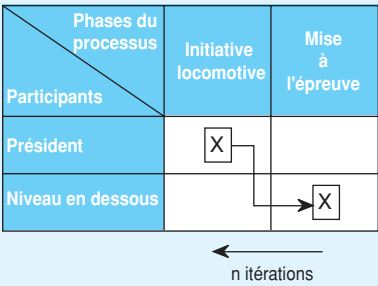 Phases du
processus
Participants
Initiative
locomotive
Mise
à
l'épreuve
Président
X
Niveau en dessous
X
n itérations